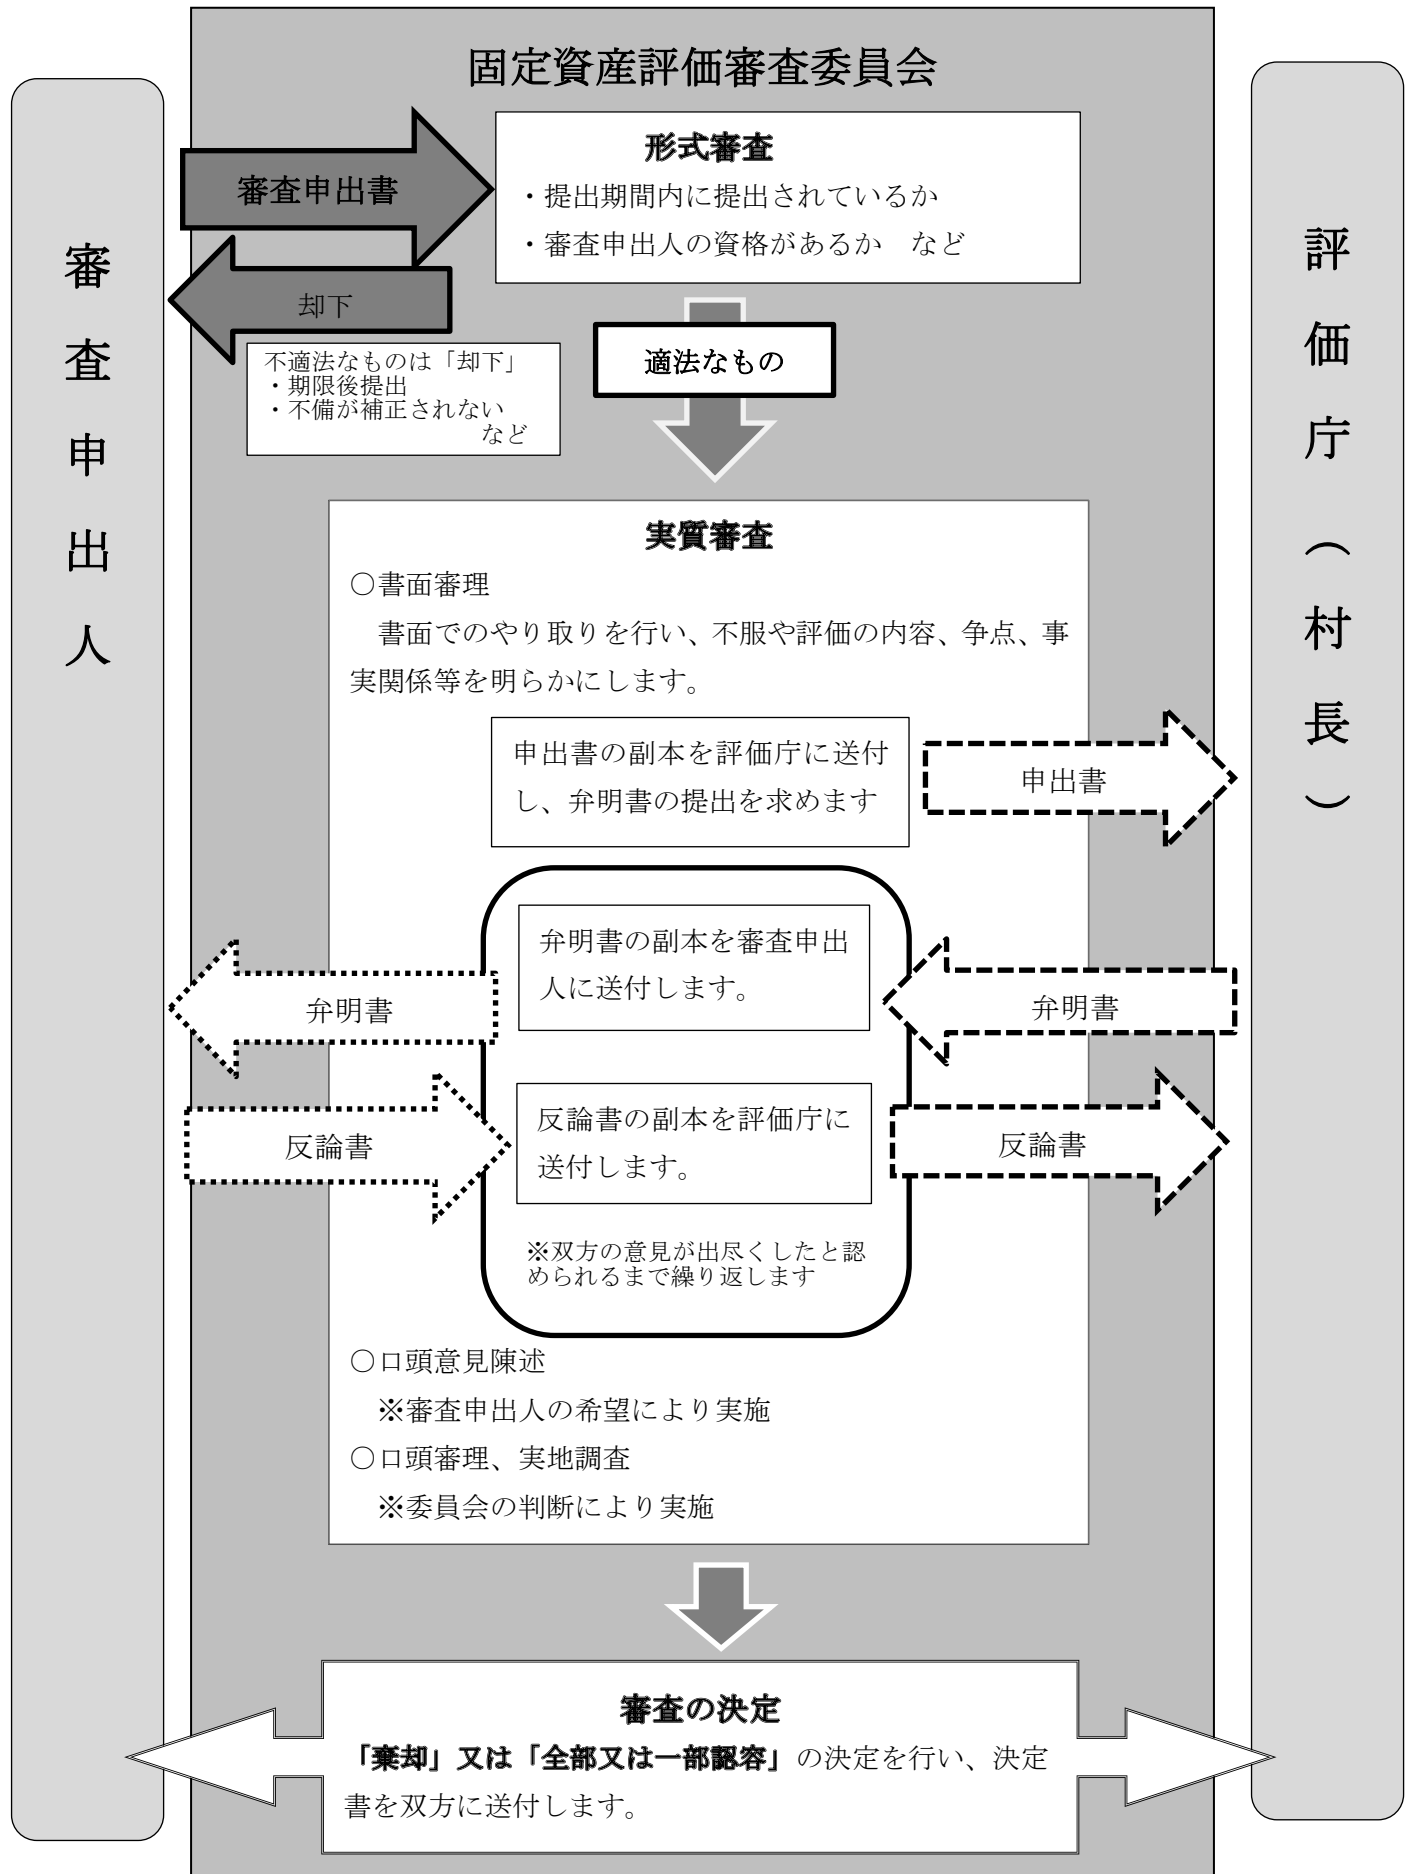 固定資産評価審査委員会
審査申出人
評価庁（村長）
審査申出書
形式審査
・提出期間内に提出されているか
・審査申出人の資格があるか　など
却下
不適法なものは「却下」
・期限後提出
・不備が補正されない
など
適法なもの
実質審査
○書面審理
書面でのやり取りを行い、不服や評価の内容、争点、事
実関係等を明らかにします。
申出書の副本を評価庁に送付
し、弁明書の提出を求めます
申出書
弁明書の副本を審査申出
人に送付します。
弁明書
弁明書
反論書
反論書の副本を評価庁に
送付します。
反論書
※双方の意見が出尽くしたと認
められるまで繰り返します
○口頭意見陳述
※審査申出人の希望により実施
○口頭審理、実地調査
※委員会の判断により実施
審査の決定
「棄却」又は「全部又は一部認容」の決定を行い、決定
書を双方に送付します。